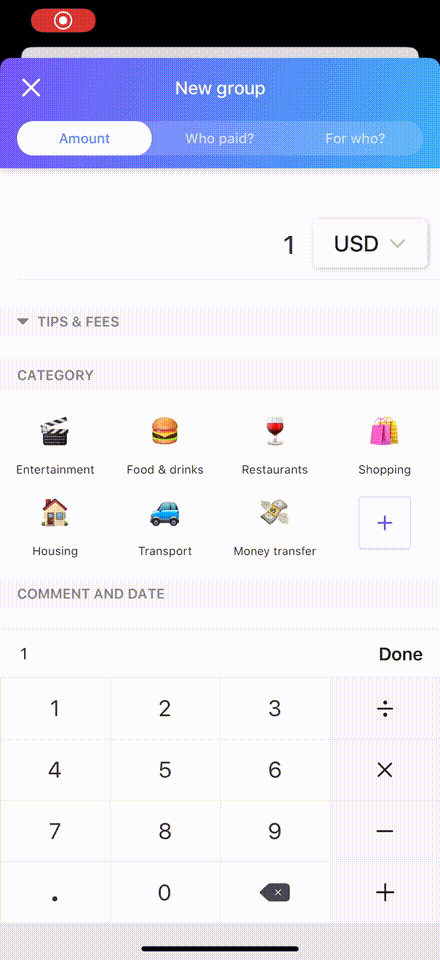 New group
Amount Who paid? For who?
1 USD
TIPS & FEES
CATEGORY
Entertainment Food & drinks Restaurants Shopping
Housing Transport Money transfer +
COMMENT AND DATE
1 Done
1 2 3 ÷
4 5 6 ×
7 8 9 −
. 0 +